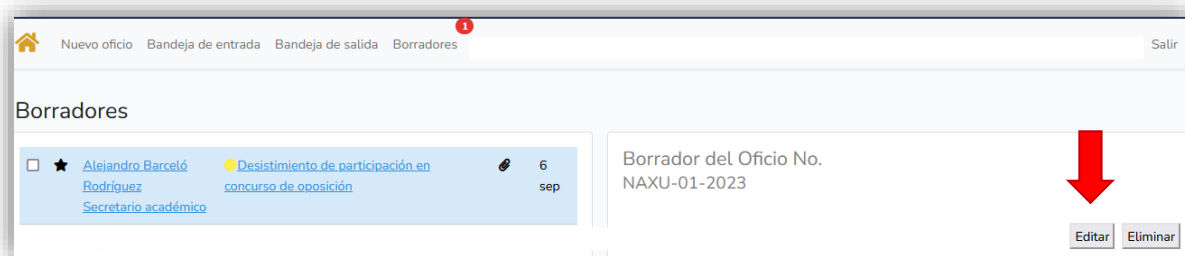 1
Nuevo oficio Bandeja de entrada Bandeja de salida Borradores Salir
Borradores
Alejandro Barceló
Rodríguez
Secretario académico
Desistimiento de participación en
concurso de oposición
6
sep
Borrador del Oficio No.
NAXU-01-2023
Editar Eliminar